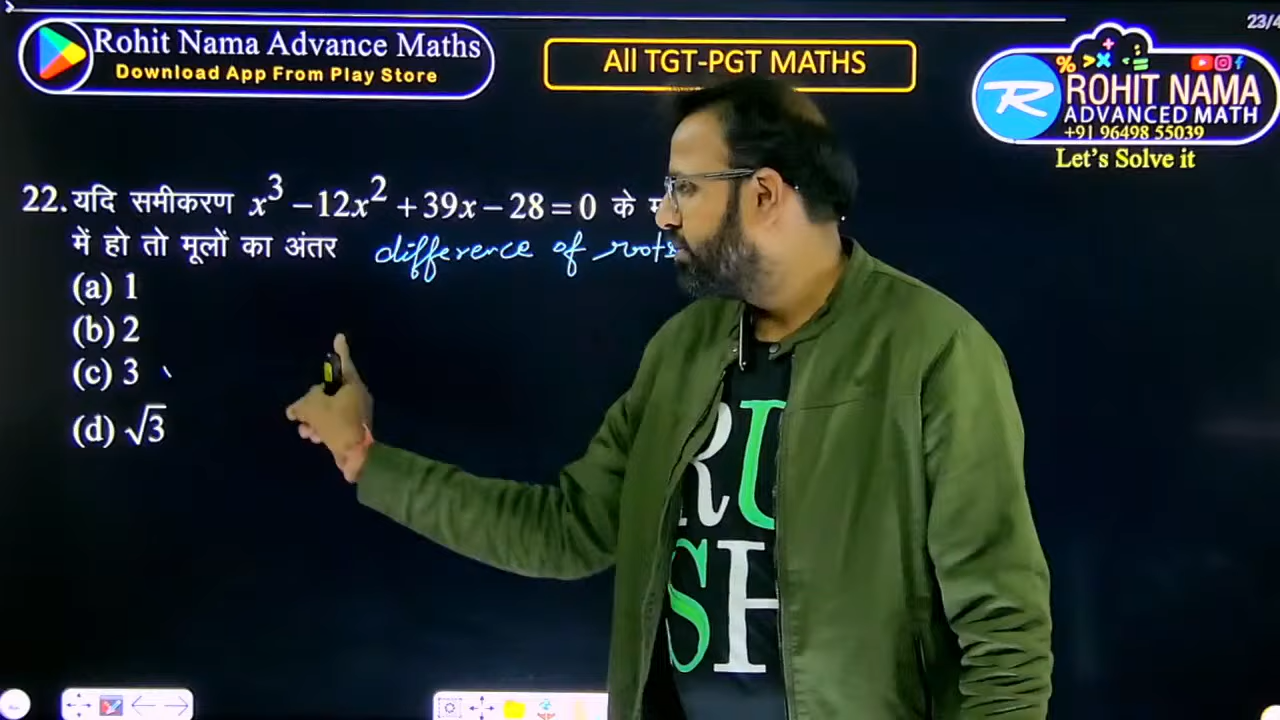 23/4
Rohit Nama Advance Maths
Download App From Play Store
All TGT-PGT MATHS
ROHIT NAMA
ADVANCED MATH
+91 96498 55039
Let's Solve it
22. यदि समीकरण x³ – 12x² + 39x – 28 = 0 के
में हो तो मूलों का अंतर difference of roots
(a) 1
(b) 2
(c) 3
(d) √3
RU
SH